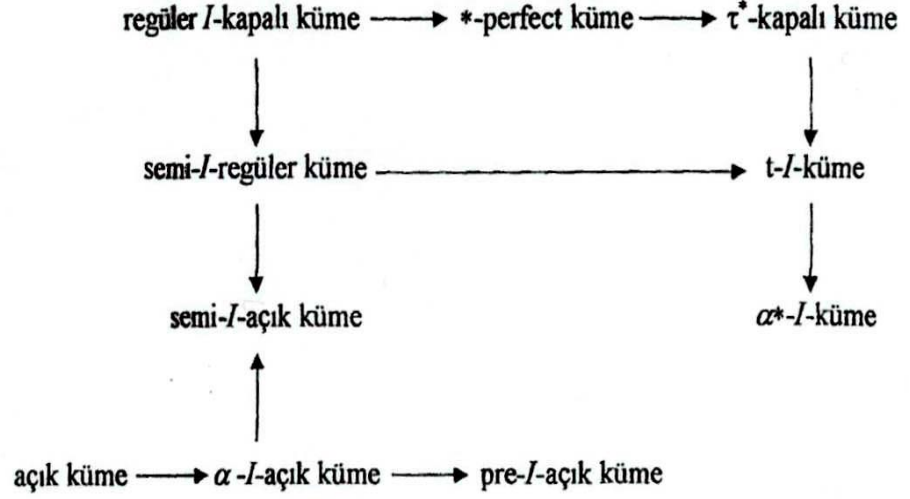 regüler I-kapalı küme → *-perfect küme → τ*-kapalı küme
semi-I-regüler küme → t-I-küme
semi-I-açık küme α*-I-küme
açık küme → α -I-açık küme → pre-I-açık küme